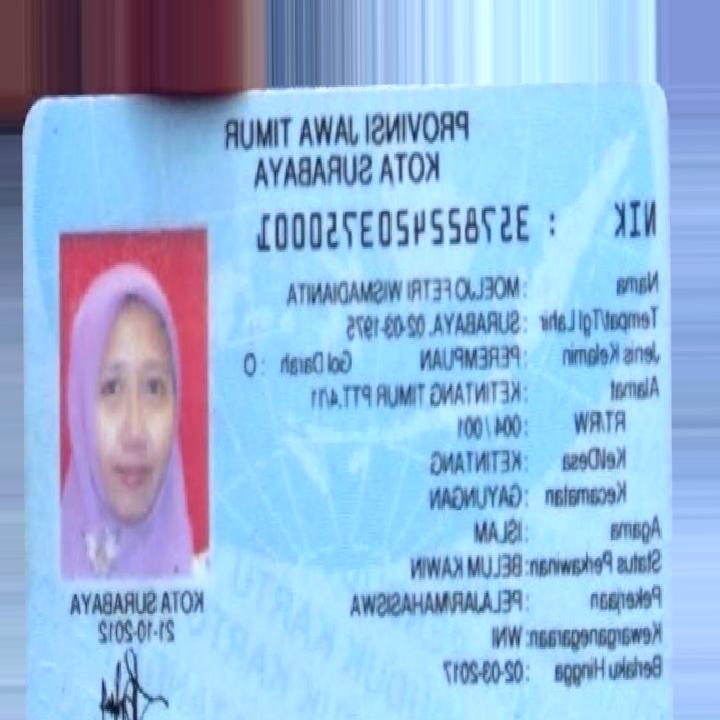 PROVINSI JAWA TIMUR
KOTA SURABAYA
NIK : 3578224203750001
Nama : MOELJO FETRI WISMADIANITA
Tempat/Tgl Lahir : SURABAYA, 02-03-1975
Jenis Kelamin : PEREMPUAN Gol Darah : O
Alamat : KETINTANG TIMUR PTT.4/11
RT/RW : 004/001
Kel/Desa : KETINTANG
Kecamatan : GAYUNGAN
Agama : ISLAM
Status Perkawinan: BELUM KAWIN
Pekerjaan : PELAJAR/MAHASISWA
Kewarganegaraan: WNI
Berlaku Hingga : 02-03-2017
KOTA SURABAYA
21-10-2012